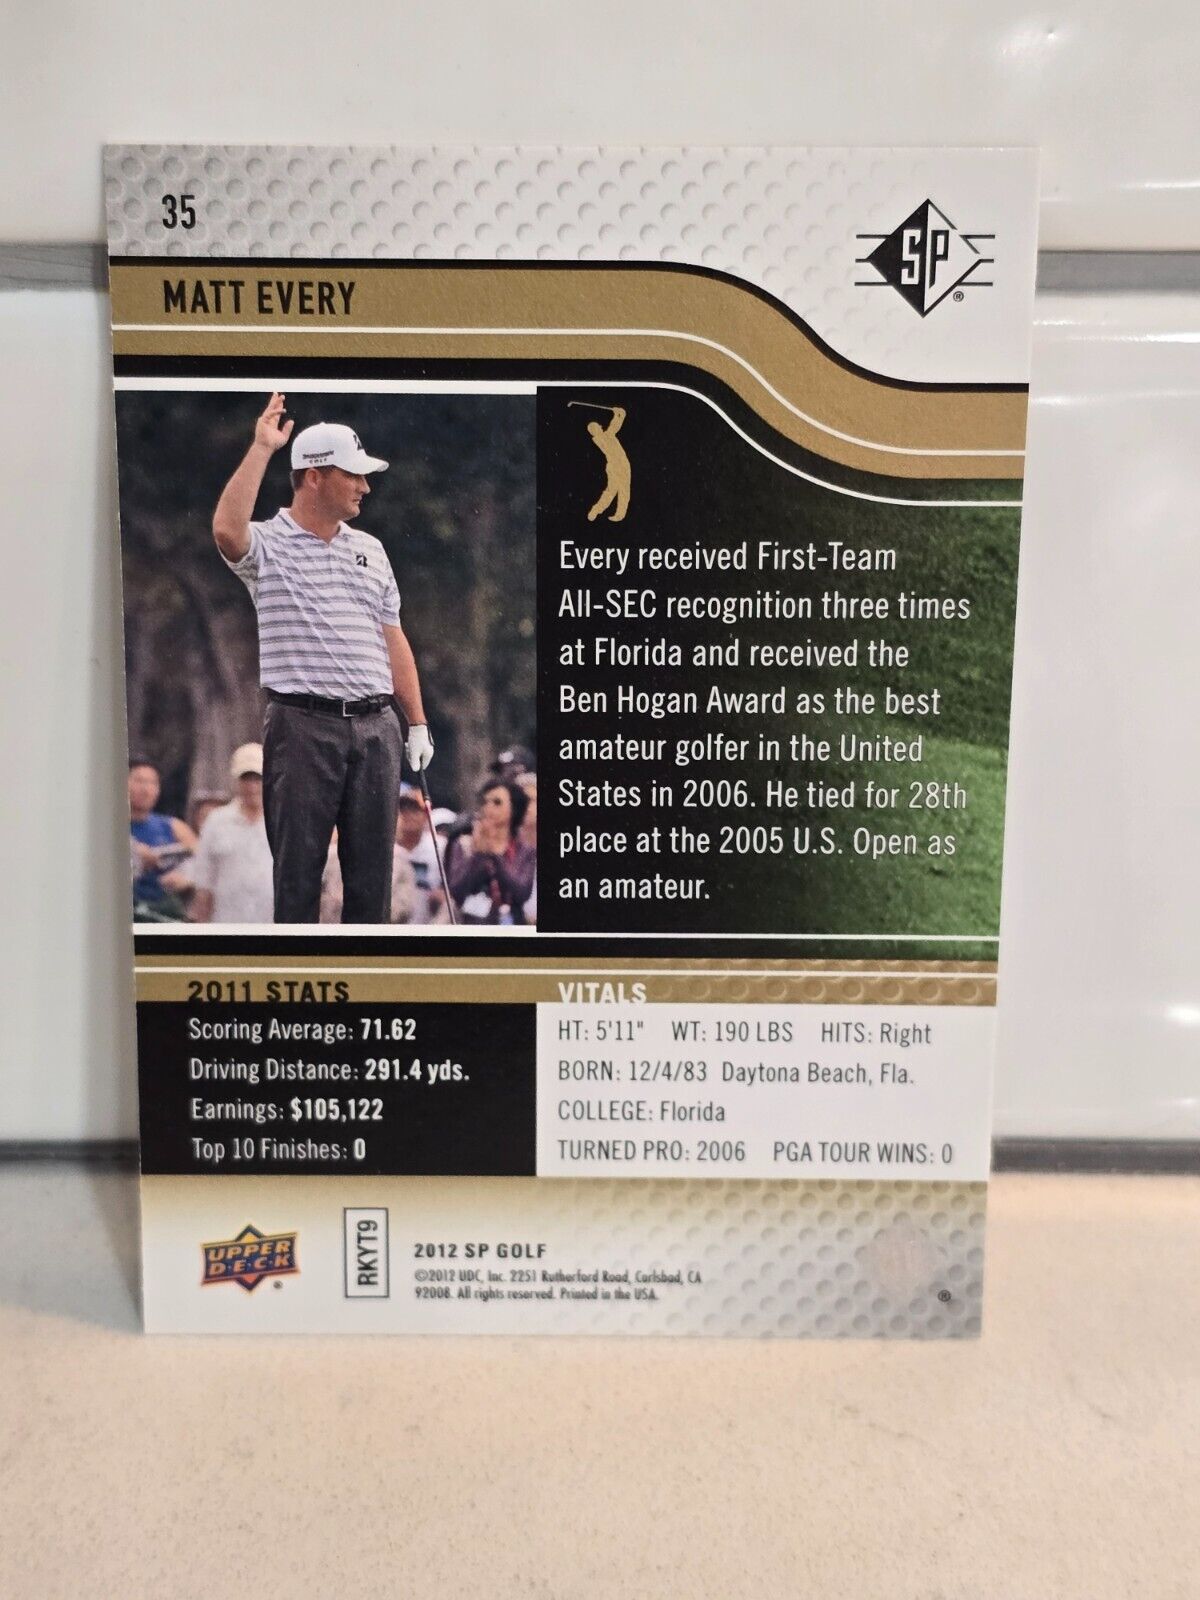 35
SP®
MATT EVERY
BRIDGESTONE
GOLF
Every received First-Team
All-SEC recognition three times
at Florida and received the
Ben Hogan Award as the best
amateur golfer in the United
States in 2006. He tied for 28th
place at the 2005 U.S. Open as
an amateur.
2011 STATS
Scoring Average: 71.62
Driving Distance: 291.4 yds.
Earnings: $105,122
Top 10 Finishes: 0
VITALS
HT: 5'11" WT: 190 LBS HITS: Right
BORN: 12/4/83 Daytona Beach, Fla.
COLLEGE: Florida
TURNED PRO: 2006 PGA TOUR WINS: 0
UPPER
D·E·C·K®
RKYT9
2012 SP GOLF
©2012 UDC, Inc. 2251 Rutherford Road, Carlsbad, CA
92008. All rights reserved. Printed in the USA.
®